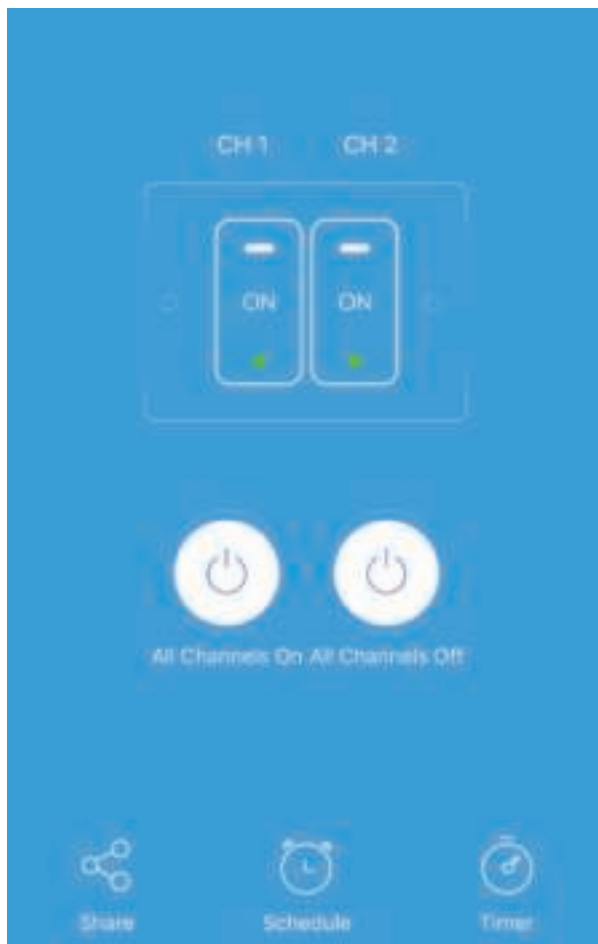 CH 1 CH 2
ON ON
All Channels On All Channels Off
Share Schedule Timer